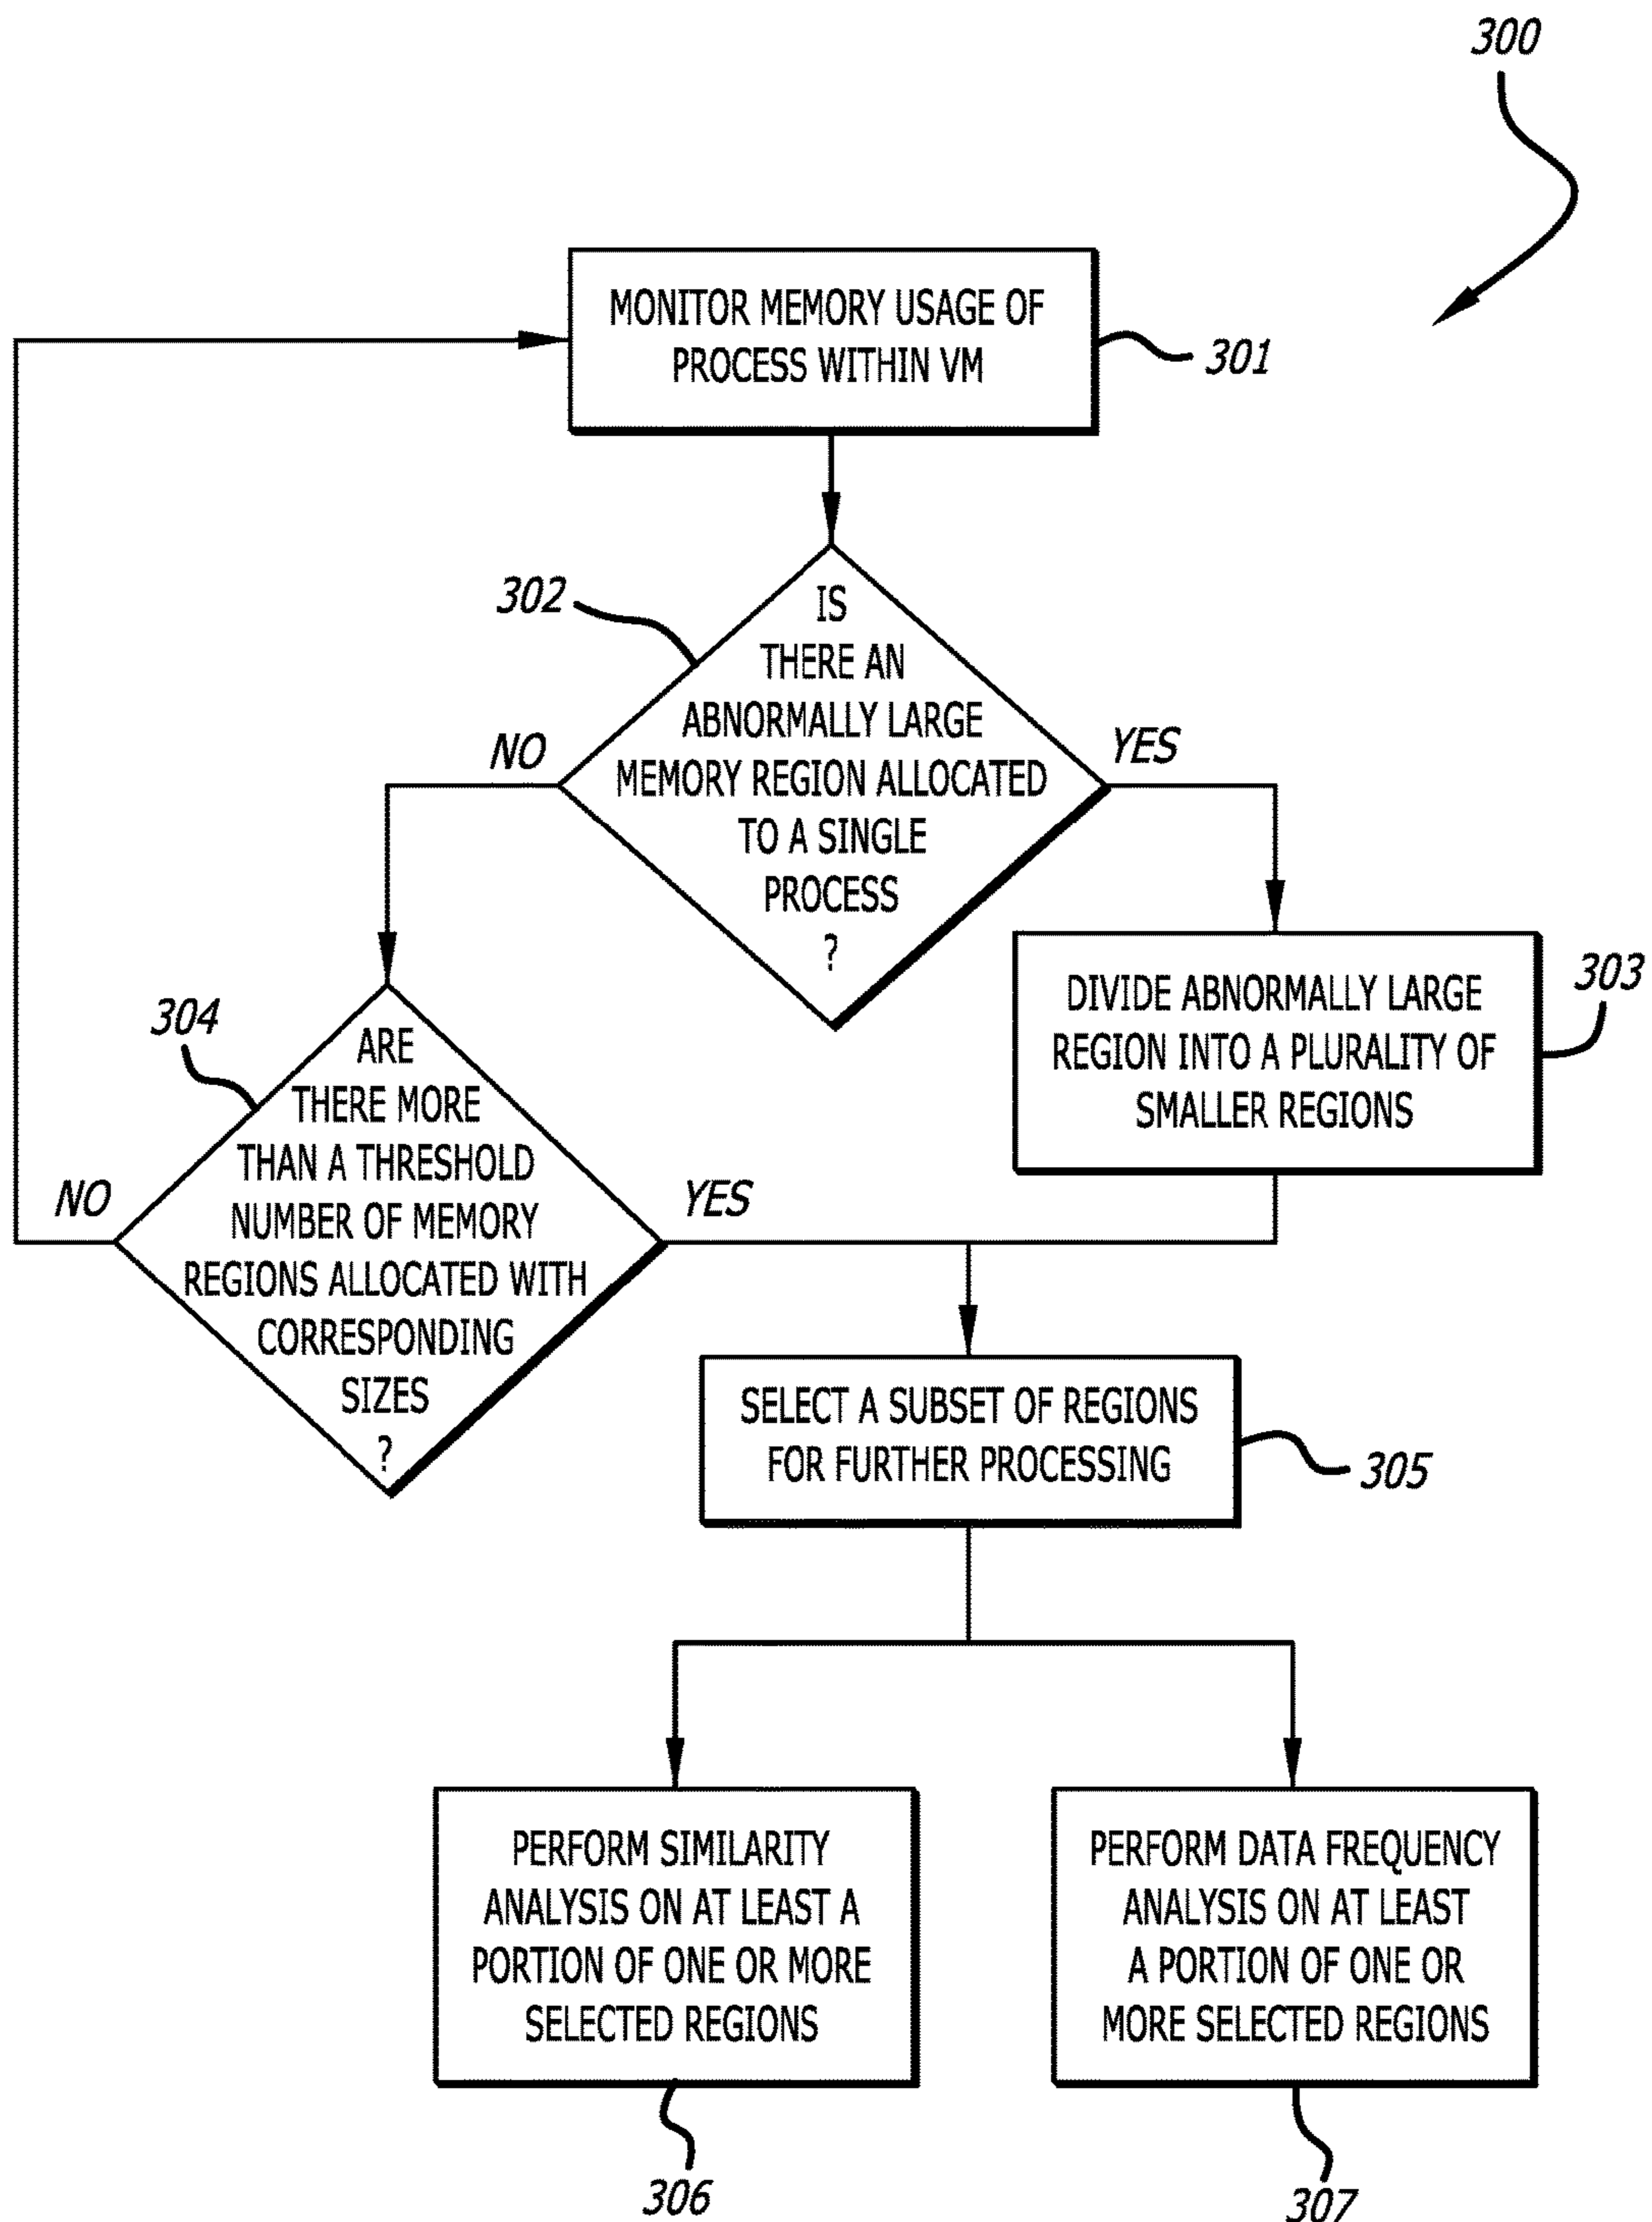 300
MONITOR MEMORY USAGE OF
PROCESS WITHIN VM
301
302
IS
THERE AN
ABNORMALLY LARGE
MEMORY REGION ALLOCATED
TO A SINGLE
PROCESS
?
NO
YES
303
DIVIDE ABNORMALLY LARGE
REGION INTO A PLURALITY OF
SMALLER REGIONS
304
ARE
THERE MORE
THAN A THRESHOLD
NUMBER OF MEMORY
REGIONS ALLOCATED WITH
CORRESPONDING
SIZES
?
NO
YES
SELECT A SUBSET OF REGIONS
FOR FURTHER PROCESSING
305
PERFORM SIMILARITY
ANALYSIS ON AT LEAST A
PORTION OF ONE OR MORE
SELECTED REGIONS
306
PERFORM DATA FREQUENCY
ANALYSIS ON AT LEAST
A PORTION OF ONE OR
MORE SELECTED REGIONS
307